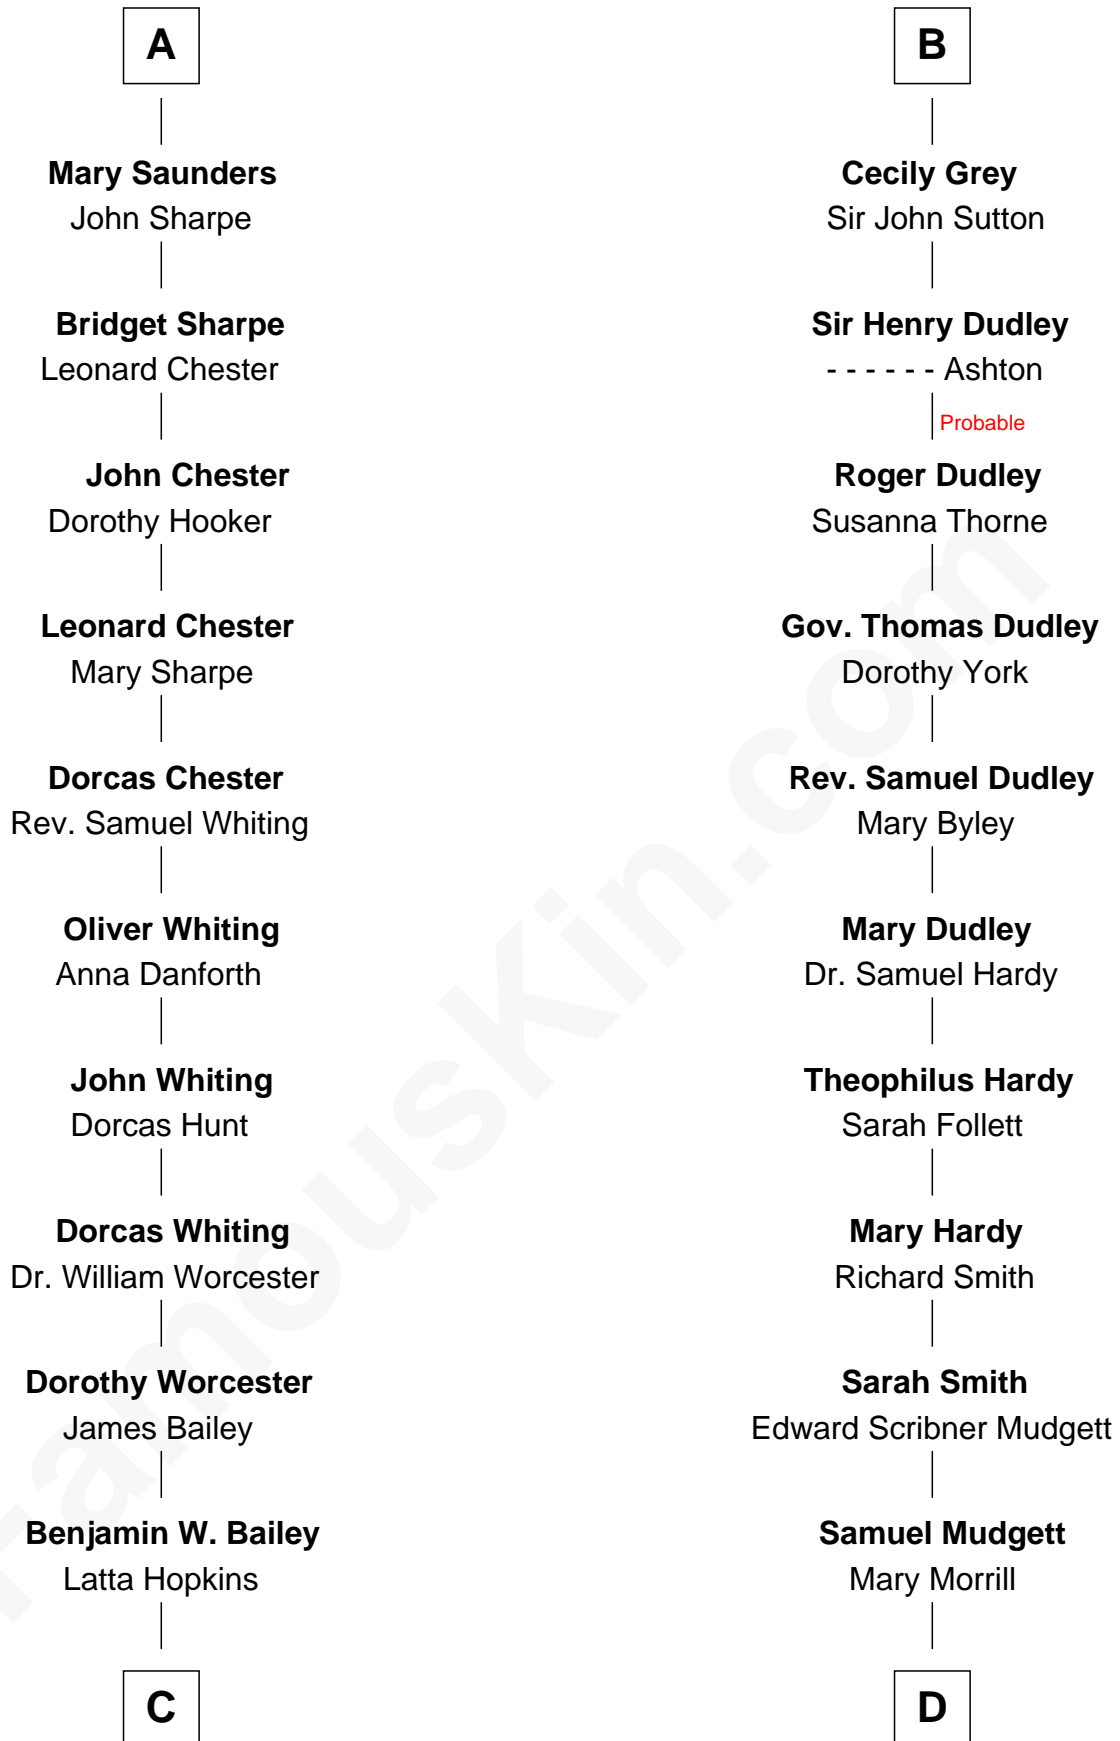 A
Mary Saunders
John Sharpe
Bridget Sharpe
Leonard Chester
John Chester
Dorothy Hooker
Leonard Chester
Mary Sharpe
Dorcas Chester
Rev. Samuel Whiting
Oliver Whiting
Anna Danforth
John Whiting
Dorcas Hunt
Dorcas Whiting
Dr. William Worcester
Dorothy Worcester
James Bailey
Benjamin W. Bailey
Latta Hopkins
C
B
Cecily Grey
Sir John Sutton
Sir Henry Dudley
- - - - - - Ashton
Probable
Roger Dudley
Susanna Thorne
Gov. Thomas Dudley
Dorothy York
Rev. Samuel Dudley
Mary Byley
Mary Dudley
Dr. Samuel Hardy
Theophilus Hardy
Sarah Follett
Mary Hardy
Richard Smith
Sarah Smith
Edward Scribner Mudgett
Samuel Mudgett
Mary Morrill
D
FamousKin.com